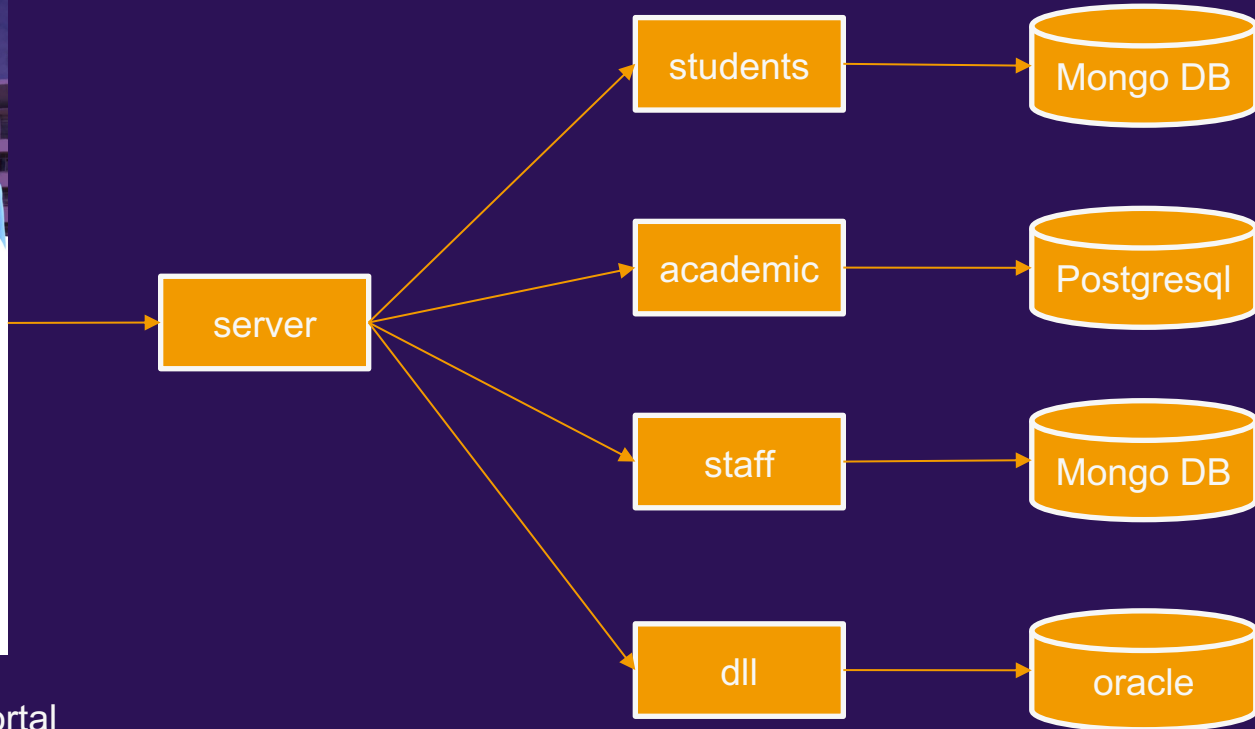 students
Mongo DB
academic
Postgresql
server
staff
Mongo DB
dll
oracle